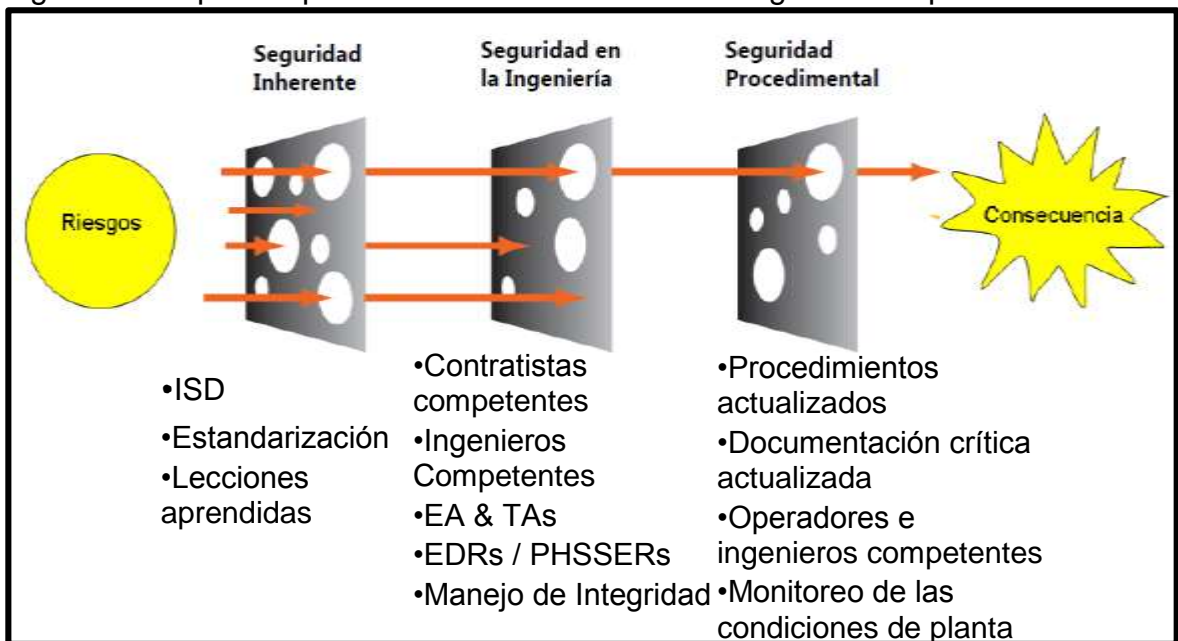 Seguridad
Inherente
Seguridad en
la Ingeniería
Seguridad
Procedimental
Riesgos
Consecuencia
•ISD
•Estandarización
•Lecciones
aprendidas
•Contratistas
competentes
•Ingenieros
Competentes
•EA & TAs
•EDRs / PHSSERs
•Manejo de Integridad
•Procedimientos
actualizados
•Documentación crítica
actualizada
•Operadores e
ingenieros competentes
•Monitoreo de las
condiciones de planta